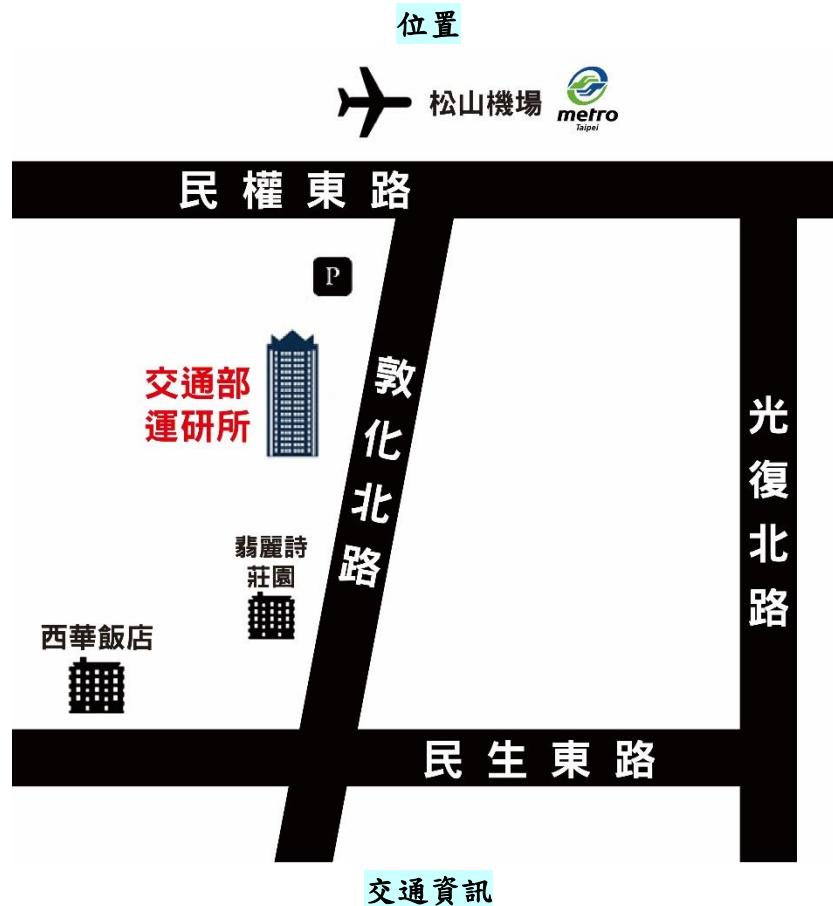 位置
松山機場
metro
Taipei
民權東路
P
交通部
運研所
敦化北路
光復北路
翡麗詩
莊園
西華飯店
民生東路
交通資訊